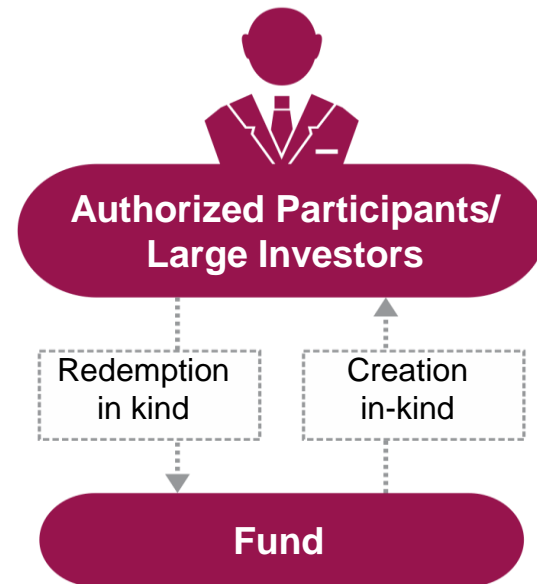 Authorized Participants/
Large Investors
Redemption
in kind
Creation
in-kind
Fund